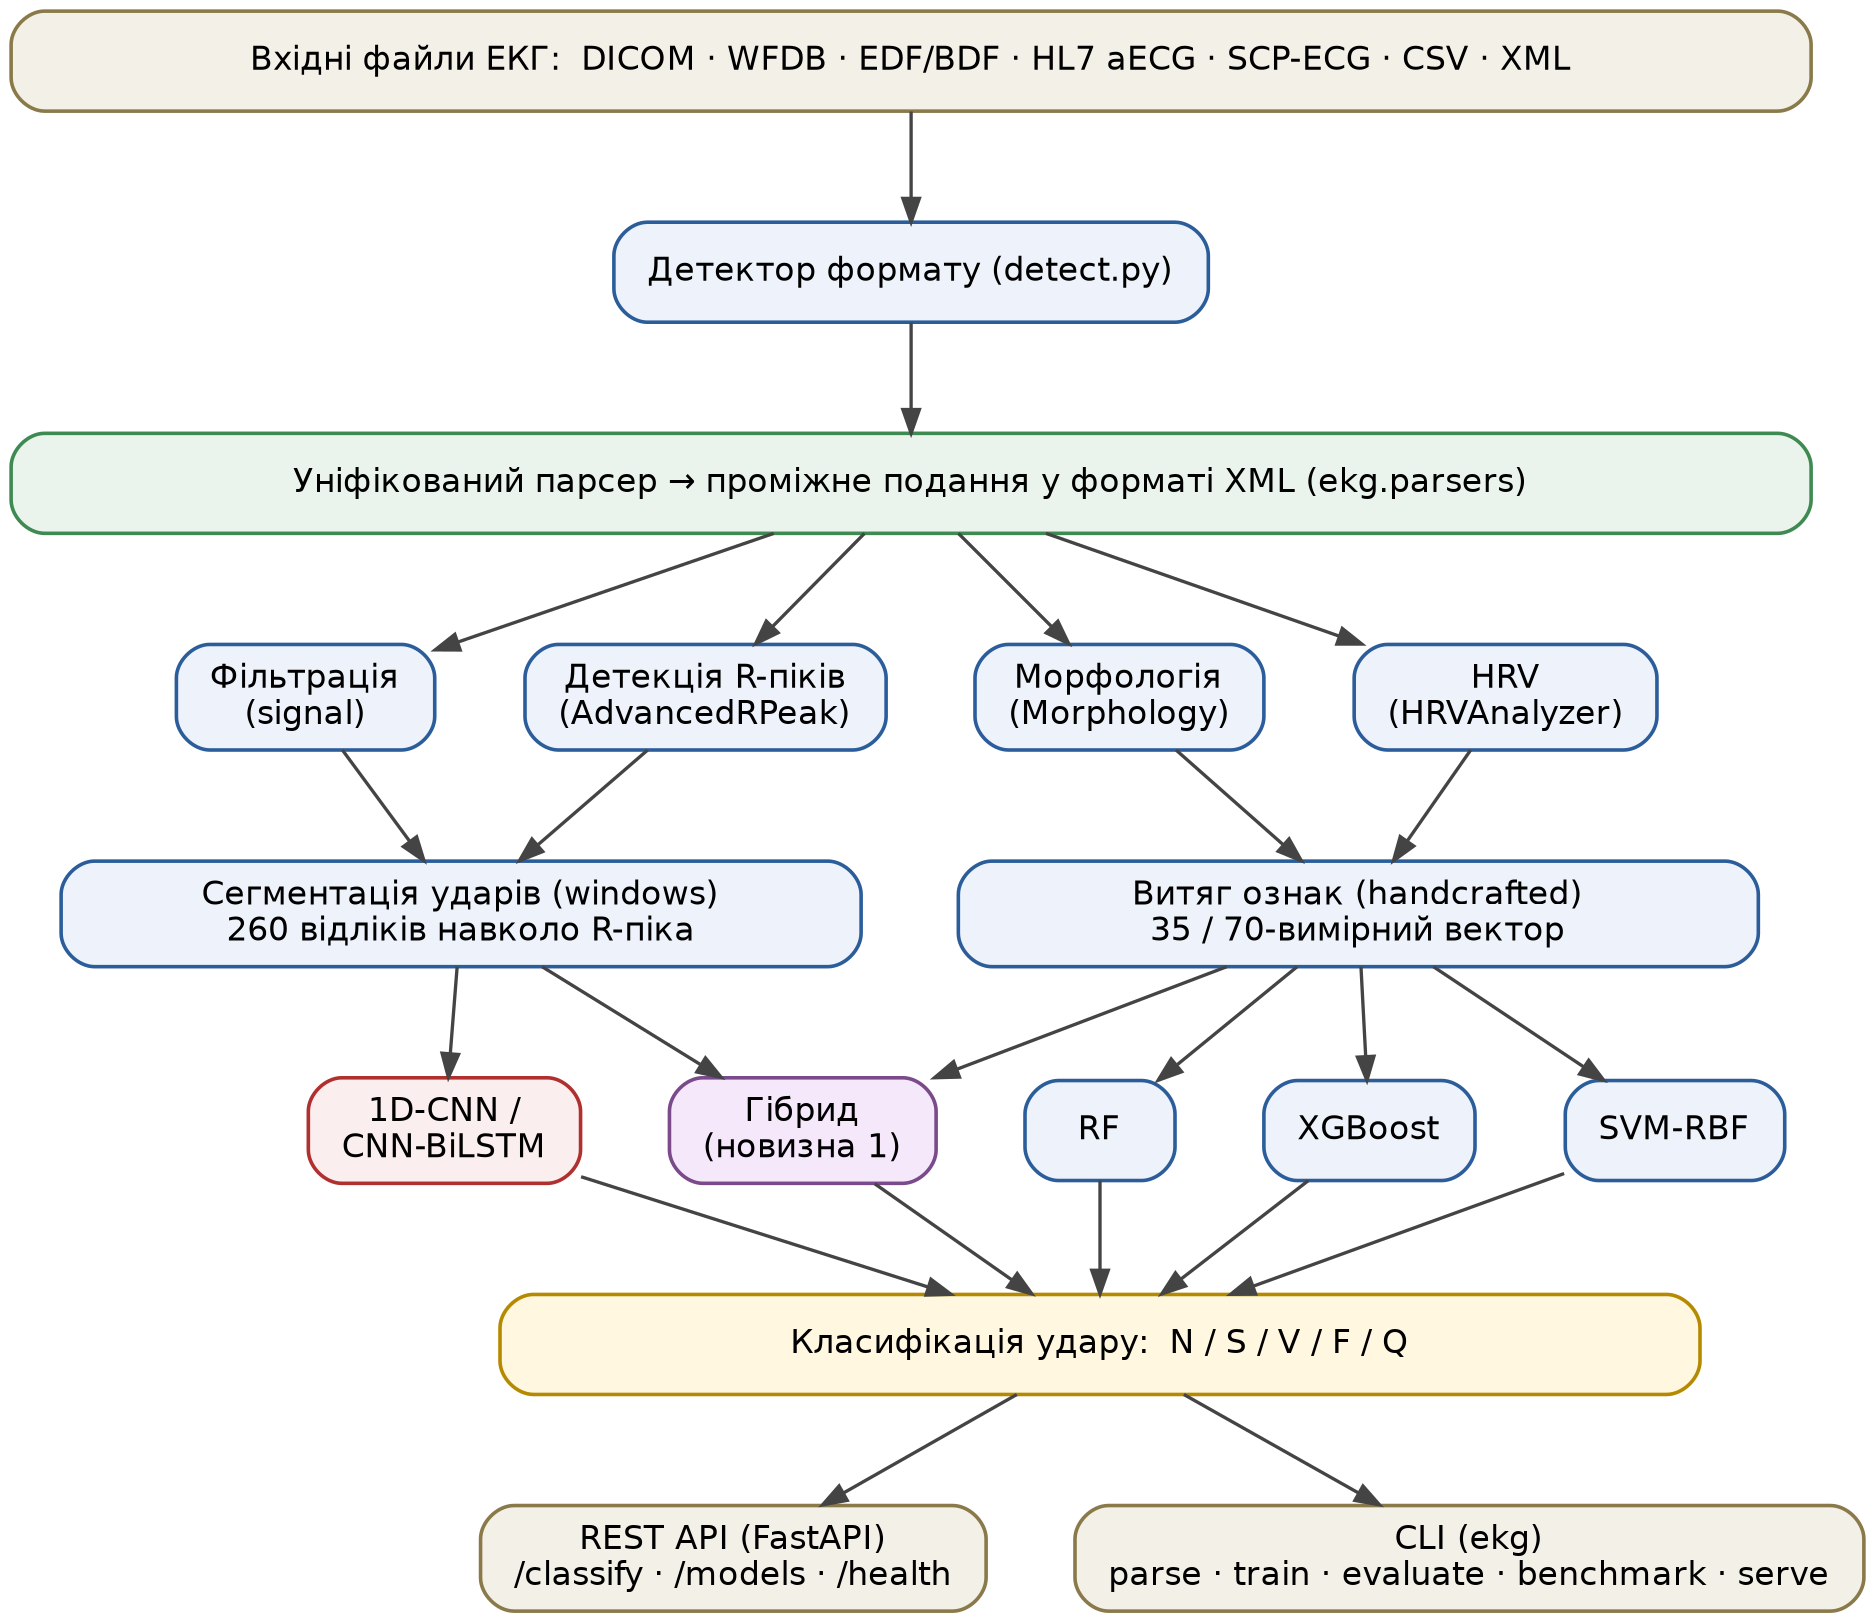 Вхідні файли ЕКГ:  DICOM · WFDB · EDF/BDF · HL7 aECG · SCP-ECG · CSV · XML
Детектор формату (detect.py)
Уніфікований парсер → проміжне подання у форматі XML (ekg.parsers)
Фільтрація
(signal)
Детекція R-піків
(AdvancedRPeak)
Морфологія
(Morphology)
HRV
(HRVAnalyzer)
Сегментація ударів (windows)
260 відліків навколо R-піка
Витяг ознак (handcrafted)
35 / 70-вимірний вектор
1D-CNN /
CNN-BiLSTM
Гібрид
(новизна 1)
RF
XGBoost
SVM-RBF
Класифікація удару:  N / S / V / F / Q
REST API (FastAPI)
/classify · /models · /health
CLI (ekg)
parse · train · evaluate · benchmark · serve